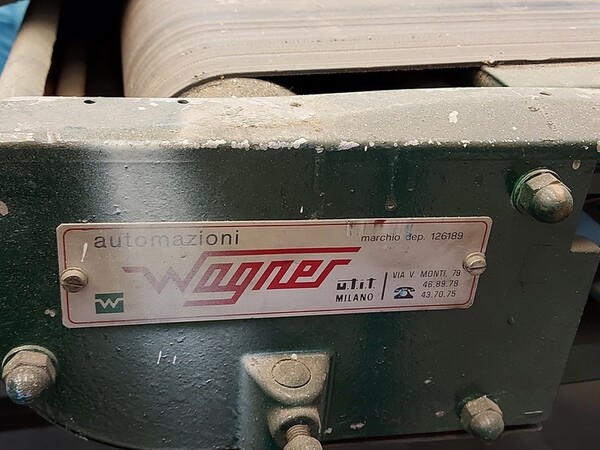 automazioni
marchio dep. 126189
Wagner
u.t.i.t.
MILANO
VIA V. MONTI, 79
46.89.78
43.70.75
W